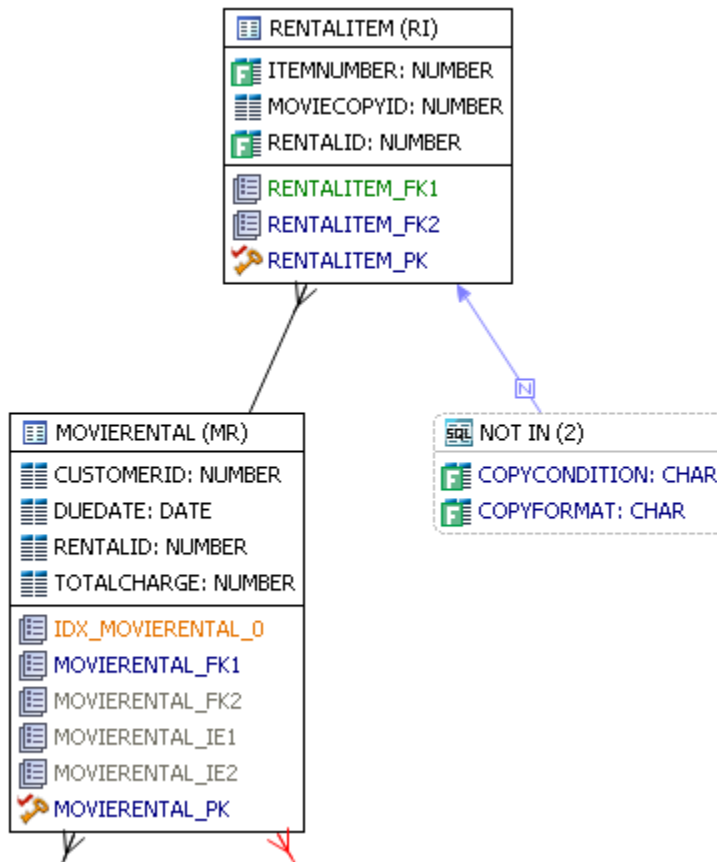 RENTALITEM (RI)
ITEMNUMBER: NUMBER
MOVIECOPYID: NUMBER
RENTALID: NUMBER
RENTALITEM_FK1
RENTALITEM_FK2
RENTALITEM_PK
N
MOVIERENTAL (MR)
CUSTOMERID: NUMBER
DUEDATE: DATE
RENTALID: NUMBER
TOTALCHARGE: NUMBER
IDX_MOVIERENTAL_0
MOVIERENTAL_FK1
MOVIERENTAL_FK2
MOVIERENTAL_IE1
MOVIERENTAL_IE2
MOVIERENTAL_PK
SQL NOT IN (2)
F COPYCONDITION: CHAR
F COPYFORMAT: CHAR